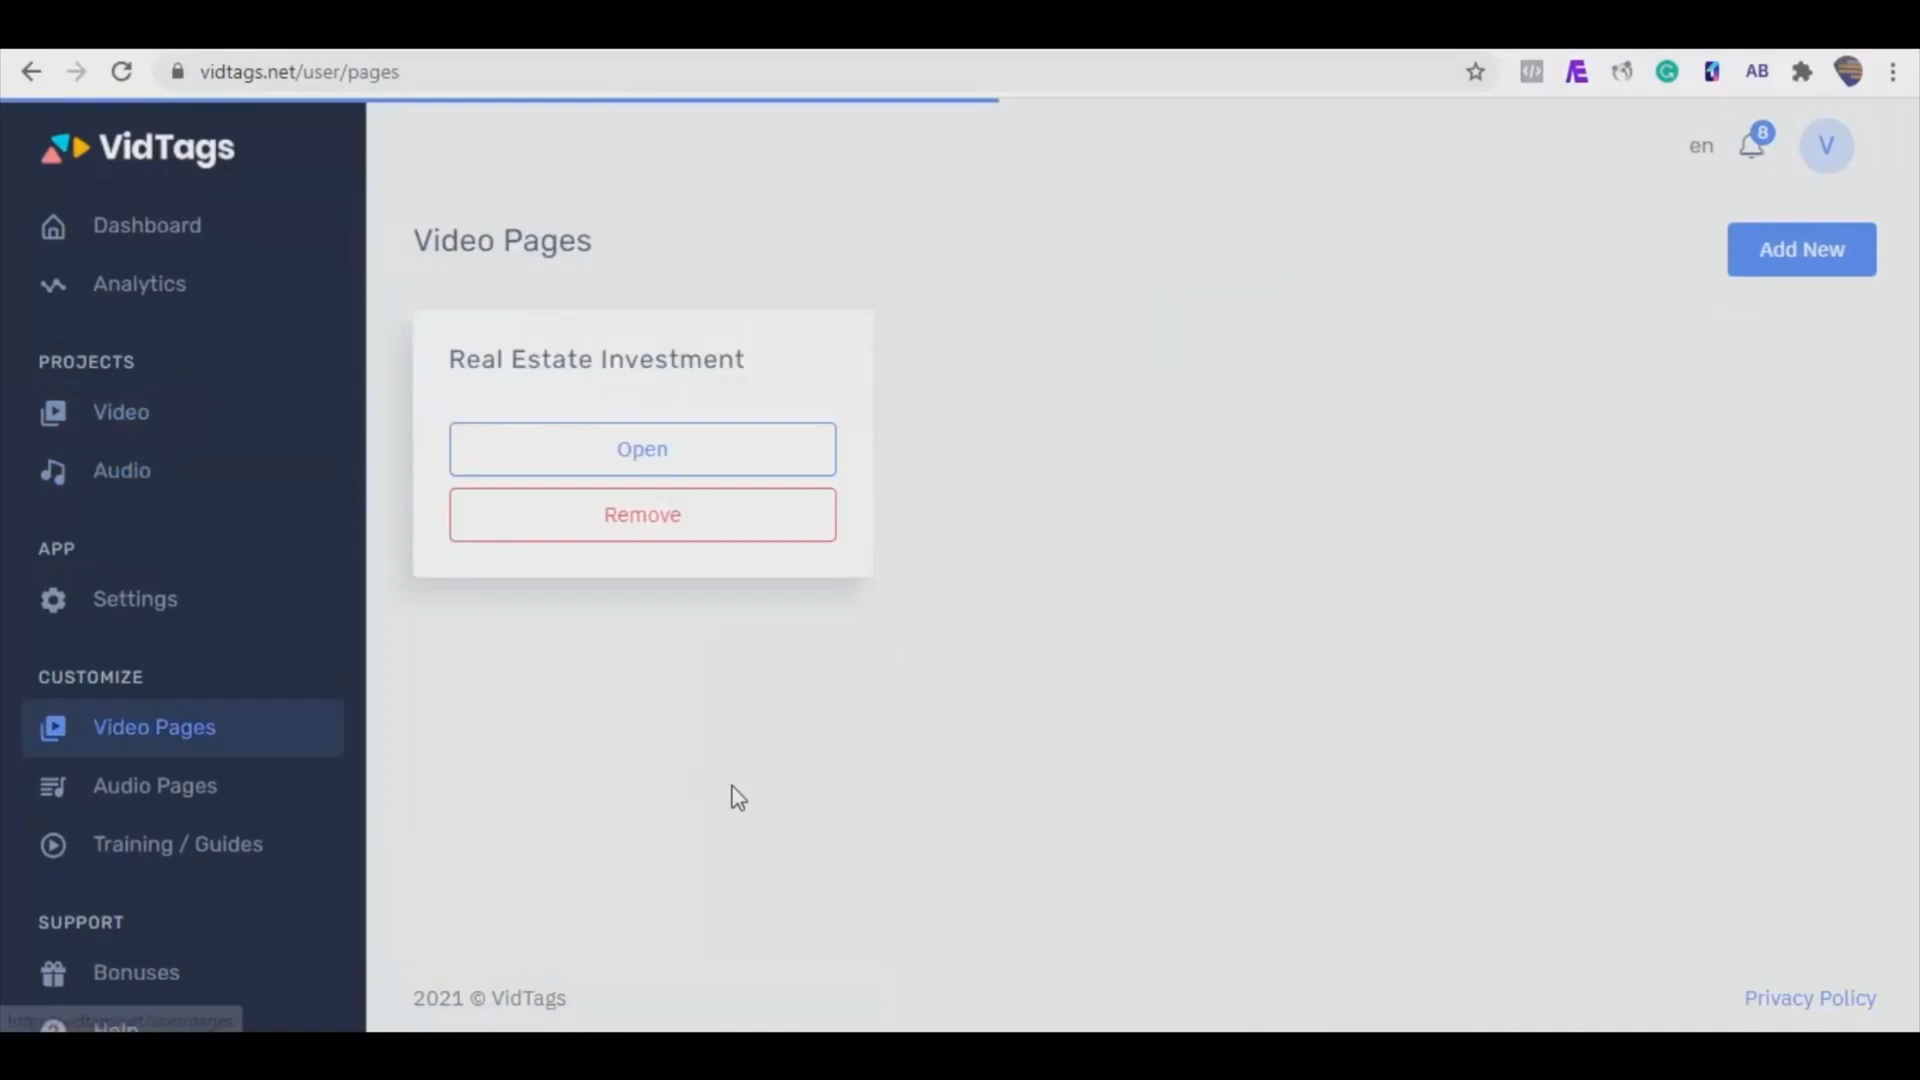 vidtags.net/user/pages
AB
VidTags
en
8
V
Dashboard
Analytics
Video Pages
Add New
PROJECTS
Real Estate Investment
Video
Open
Audio
Remove
APP
Settings
CUSTOMIZE
Video Pages
Audio Pages
Training / Guides
SUPPORT
Bonuses
2021 © VidTags
Privacy Policy
Help